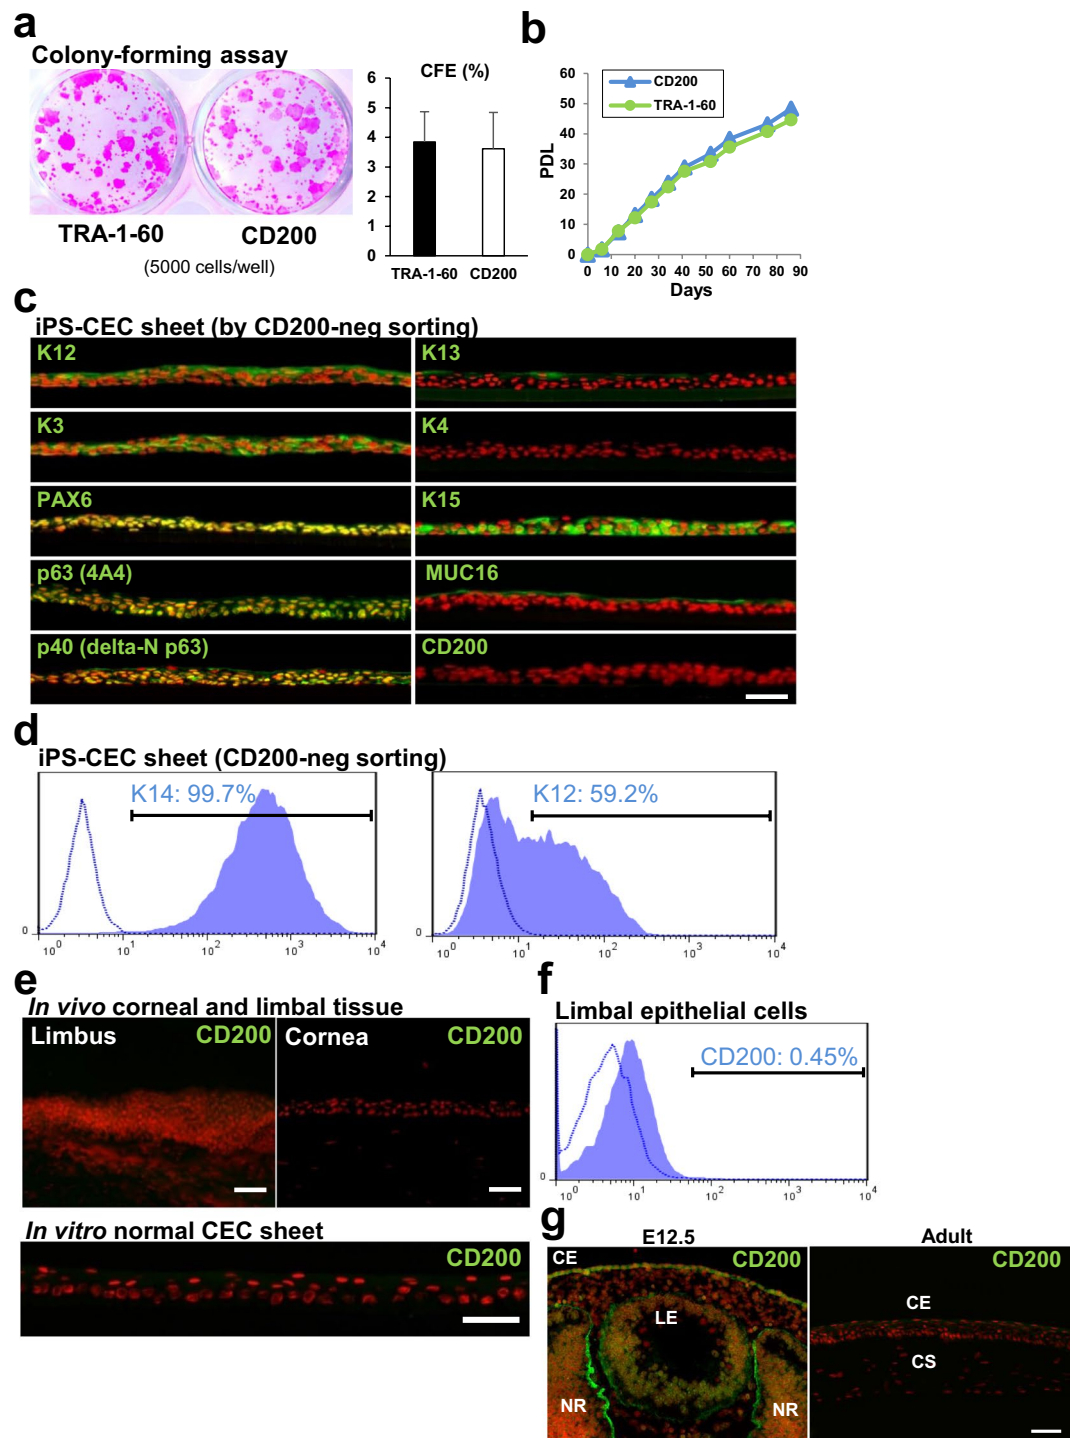 a
Colony-forming assay
TRA-1-60
CD200
(5000 cells/well)
CFE (%)
6
5
4
3
2
1
0
TRA-1-60 CD200
b
60
50
40
30
20
10
0
PDL
CD200
TRA-1-60
0 10 20 30 40 50 60 70 80 90
Days
c
iPS-CEC sheet (by CD200-neg sorting)
K12
K13
K3
K4
PAX6
K15
p63 (4A4)
MUC16
p40 (delta-N p63)
CD200
d
iPS-CEC sheet (CD200-neg sorting)
K14: 99.7%
0
10^0 10^1 10^2 10^3 10^4
K12: 59.2%
0
10^0 10^1 10^2 10^3 10^4
e
In vivo corneal and limbal tissue
Limbus CD200
Cornea CD200
In vitro normal CEC sheet
CD200
f
Limbal epithelial cells
CD200: 0.45%
0
10^0 10^1 10^2 10^3 10^4
g
E12.5
Adult
CE CD200
LE
NR
NR
CD200
CE
CS